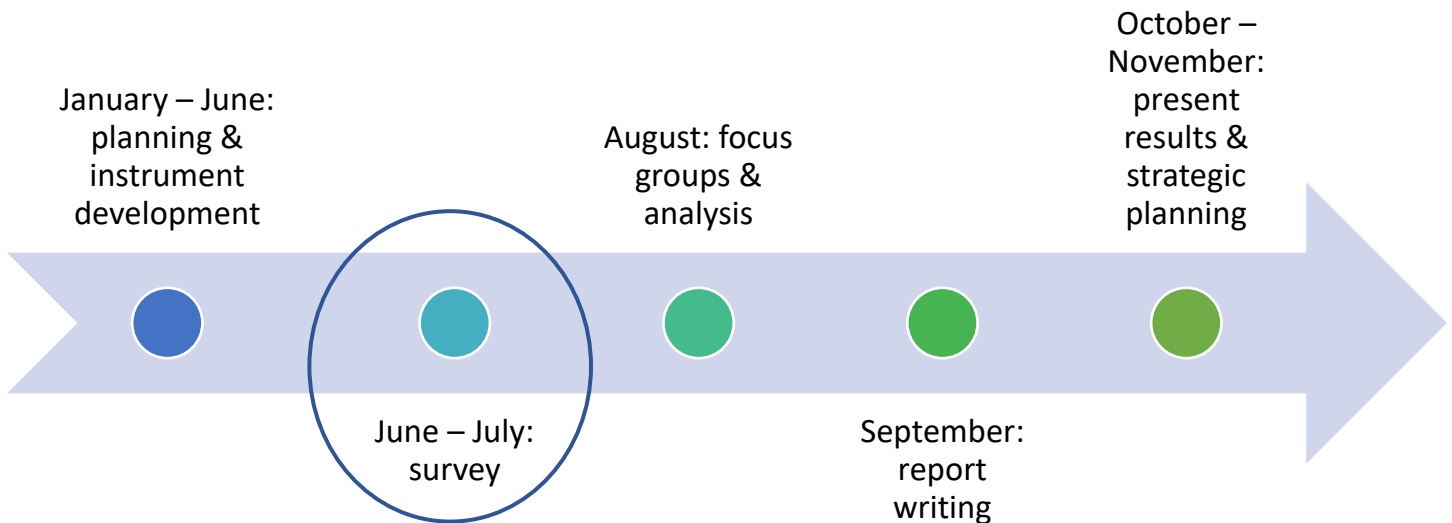 January – June:
planning &
instrument
development
June – July:
survey
August: focus
groups &
analysis
September:
report
writing
October –
November:
present
results &
strategic
planning